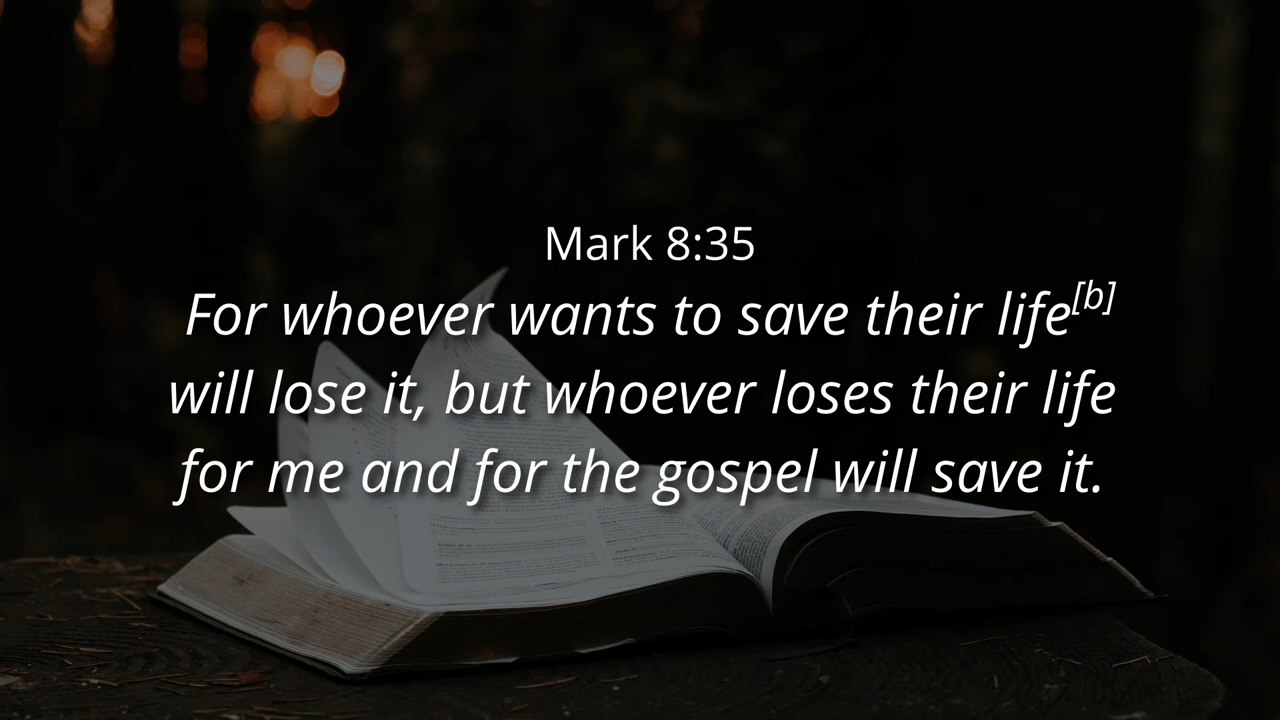 Mark 8:35
For whoever wants to save their life[b]
will lose it, but whoever loses their life
for me and for the gospel will save it.